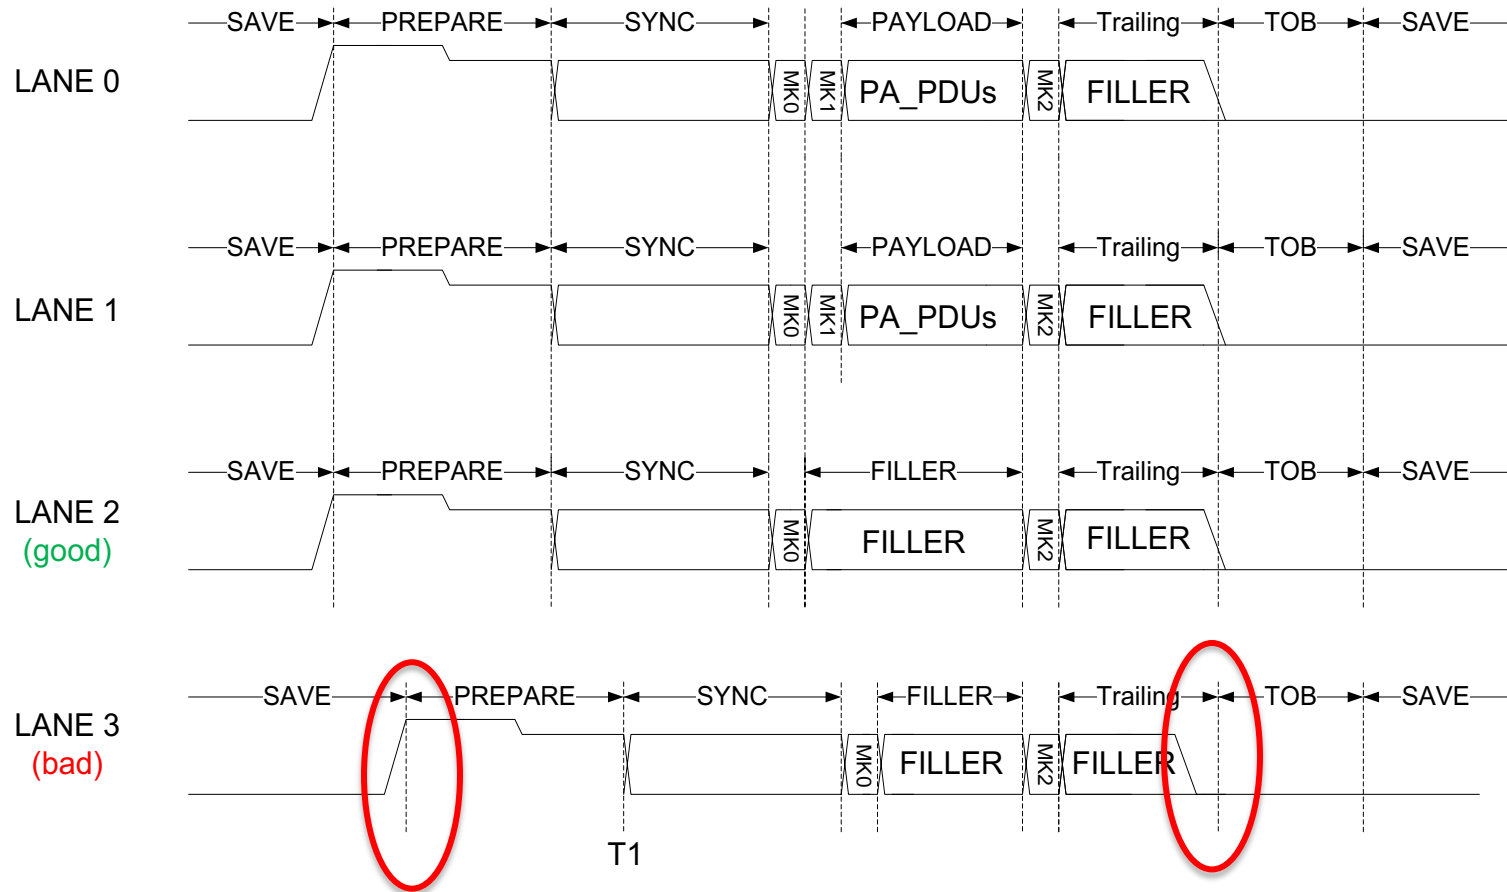 SAVE PREPARE SYNC PAYLOAD Trailing TOB SAVE
LANE 0 MK0 MK1 PA_PDUs MK2 FILLER
SAVE PREPARE SYNC PAYLOAD Trailing TOB SAVE
LANE 1 MK0 MK1 PA_PDUs MK2 FILLER
SAVE PREPARE SYNC FILLER Trailing TOB SAVE
LANE 2
(good) MK0 FILLER MK2 FILLER
SAVE PREPARE SYNC FILLER Trailing TOB SAVE
LANE 3
(bad) MK0 FILLER MK2 FILLER
T1